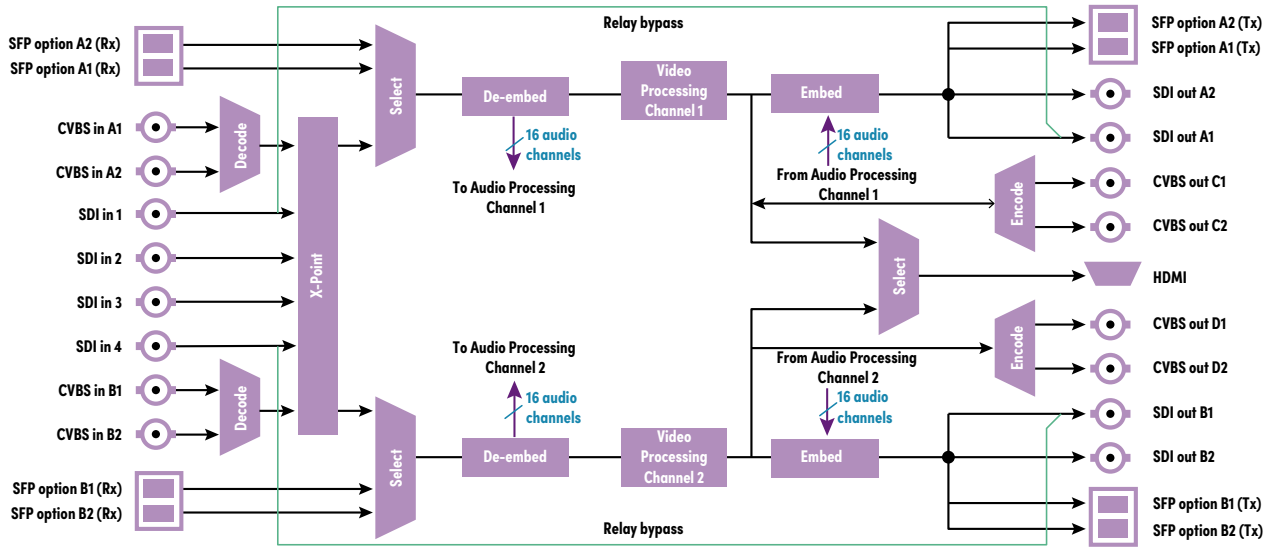 Relay bypass
SFP option A2 (Rx)
SFP option A1 (Rx)
CVBS in A1
CVBS in A2
SDI in 1
SDI in 2
SDI in 3
SDI in 4
CVBS in B1
CVBS in B2
SFP option B1 (Rx)
SFP option B2 (Rx)
Decode
Decode
X-Point
Select
Select
De-embed
16 audio
channels
To Audio Processing
Channel 1
Video
Processing
Channel 1
Embed
16 audio
channels
From Audio Processing
Channel 1
Encode
Select
To Audio Processing
Channel 2
16 audio
channels
De-embed
Video
Processing
Channel 2
From Audio Processing
Channel 2
16 audio
channels
Embed
Encode
SFP option A2 (Tx)
SFP option A1 (Tx)
SDI out A2
SDI out A1
CVBS out C1
CVBS out C2
HDMI
CVBS out D1
CVBS out D2
SDI out B1
SDI out B2
SFP option B1 (Tx)
SFP option B2 (Tx)
Relay bypass